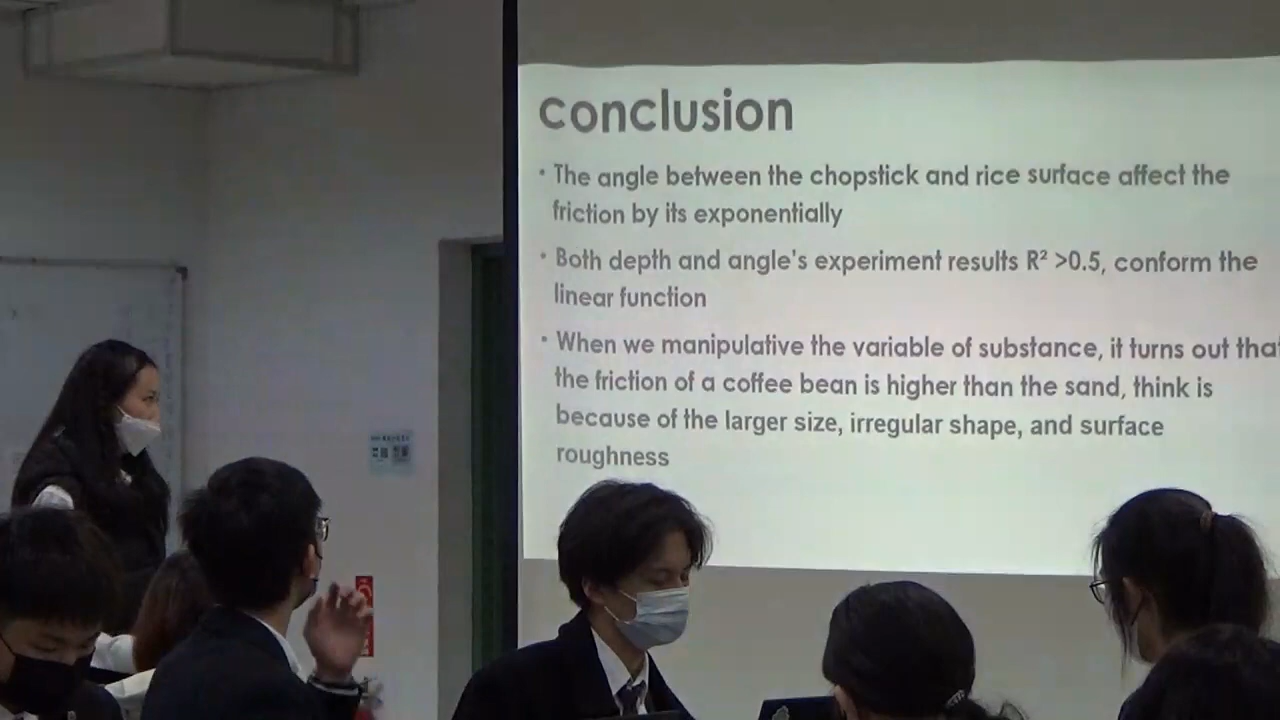 conclusion
• The angle between the chopstick and rice surface affect the
friction by its exponentially
• Both depth and angle's experiment results R² >0.5, conform the
linear function
• When we manipulative the variable of substance, it turns out that
the friction of a coffee bean is higher than the sand, think is
because of the larger size, irregular shape, and surface
roughness